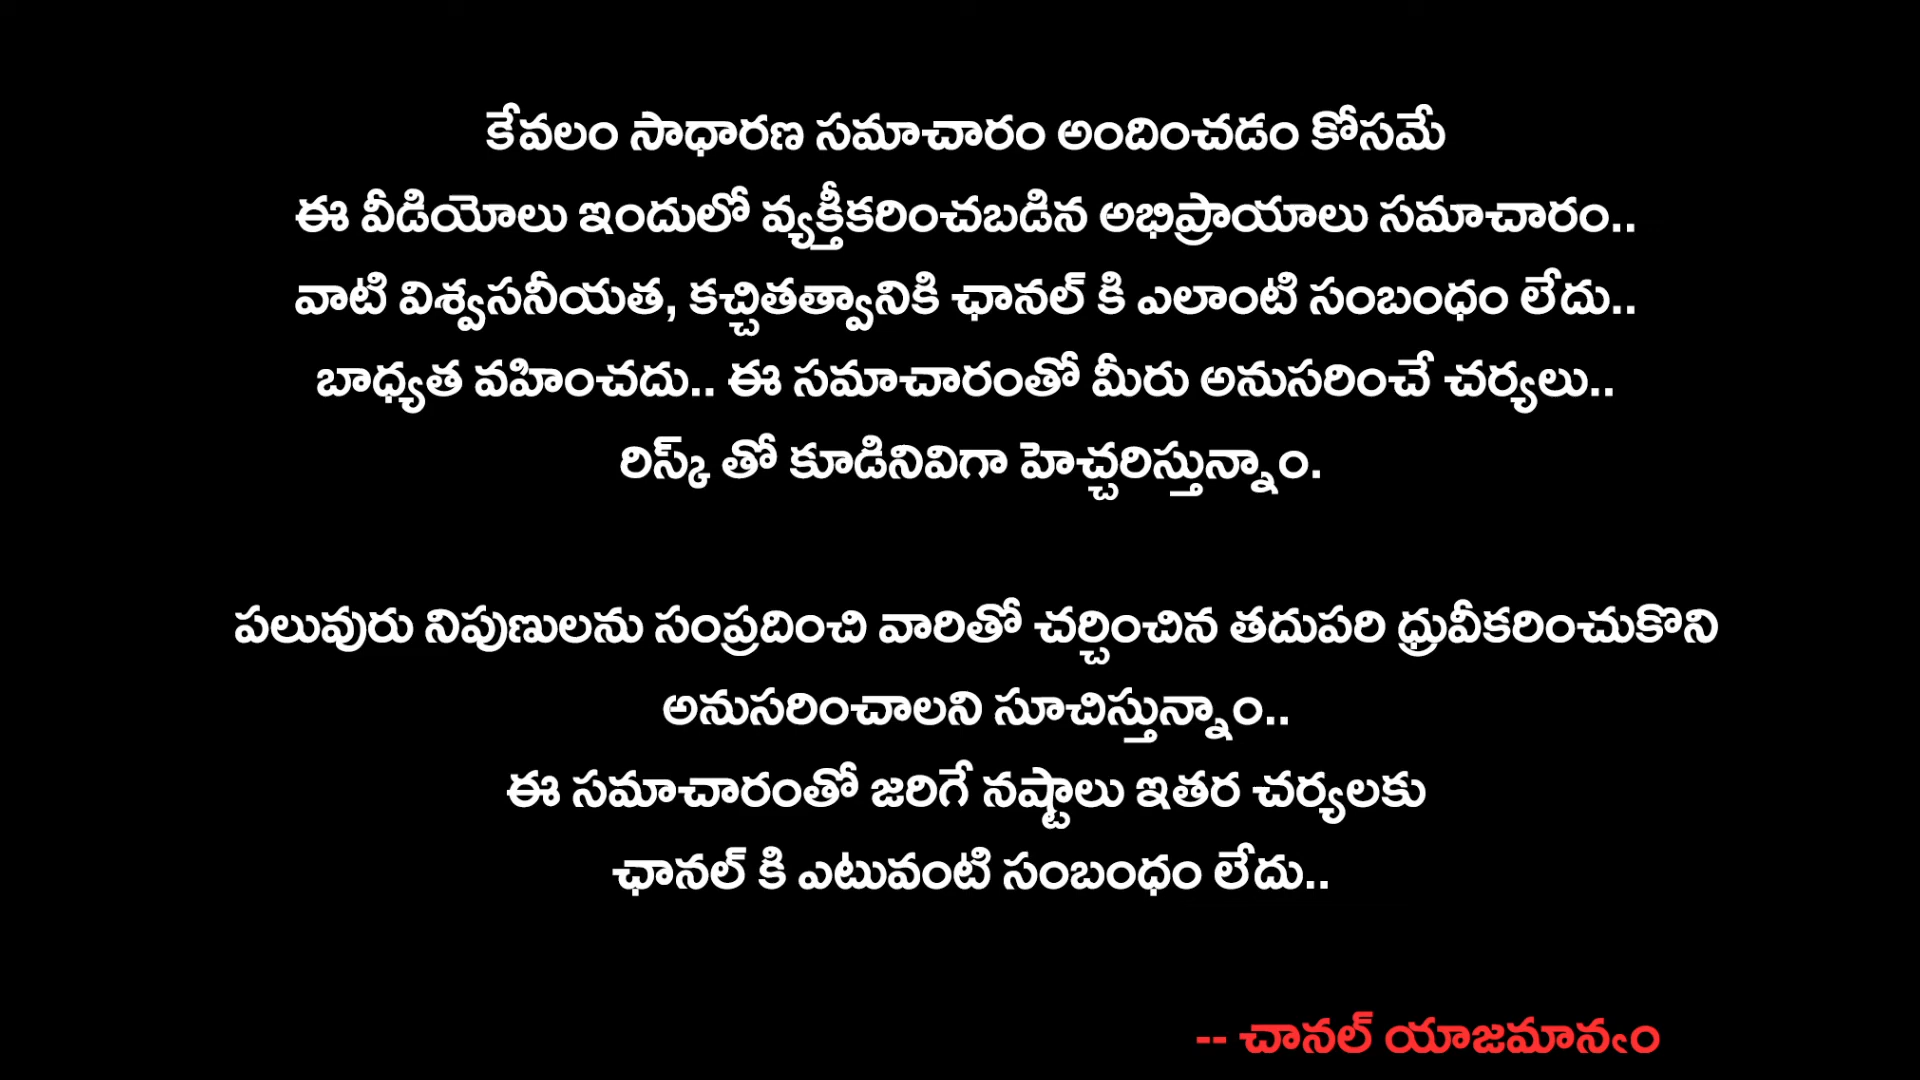 కేవలం సాధారణ సమాచారం అందించడం కోసమే
ఈ వీడియోలు ఇందులో వ్యక్తీకరించబడిన అభిప్రాయాలు సమాచారం..
వాటి విశ్వసనీయత, కచ్చితత్వానికి ఛానల్ కి ఎలాంటి సంబంధం లేదు..
బాధ్యత వహించదు.. ఈ సమాచారంతో మీరు అనుసరించే చర్యలు..
రిస్క్ తో కూడినివిగా హెచ్చరిస్తున్నాం.
పలువురు నిపుణులను సంప్రదించి వారితో చర్చించిన తదుపరి ధ్రువీకరించుకొని
అనుసరించాలని సూచిస్తున్నాం..
ఈ సమాచారంతో జరిగే నష్టాలు ఇతర చర్యలకు
ఛానల్ కి ఎటువంటి సంబంధం లేదు..
-- చానల్ యాజమాన్యం